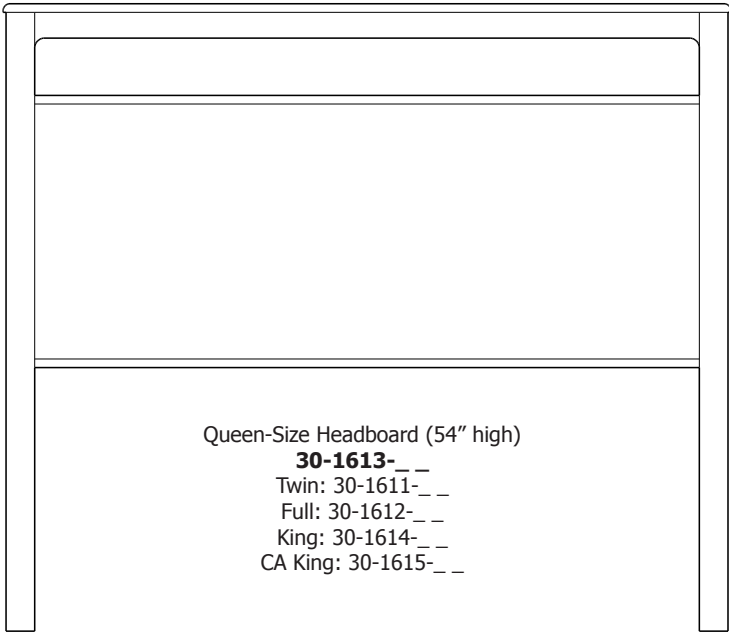 Queen-Size Headboard (54” high)
30-1613-_ _
Twin: 30-1611-_ _
Full: 30-1612-_ _
King: 30-1614-_ _
CA King: 30-1615-_ _